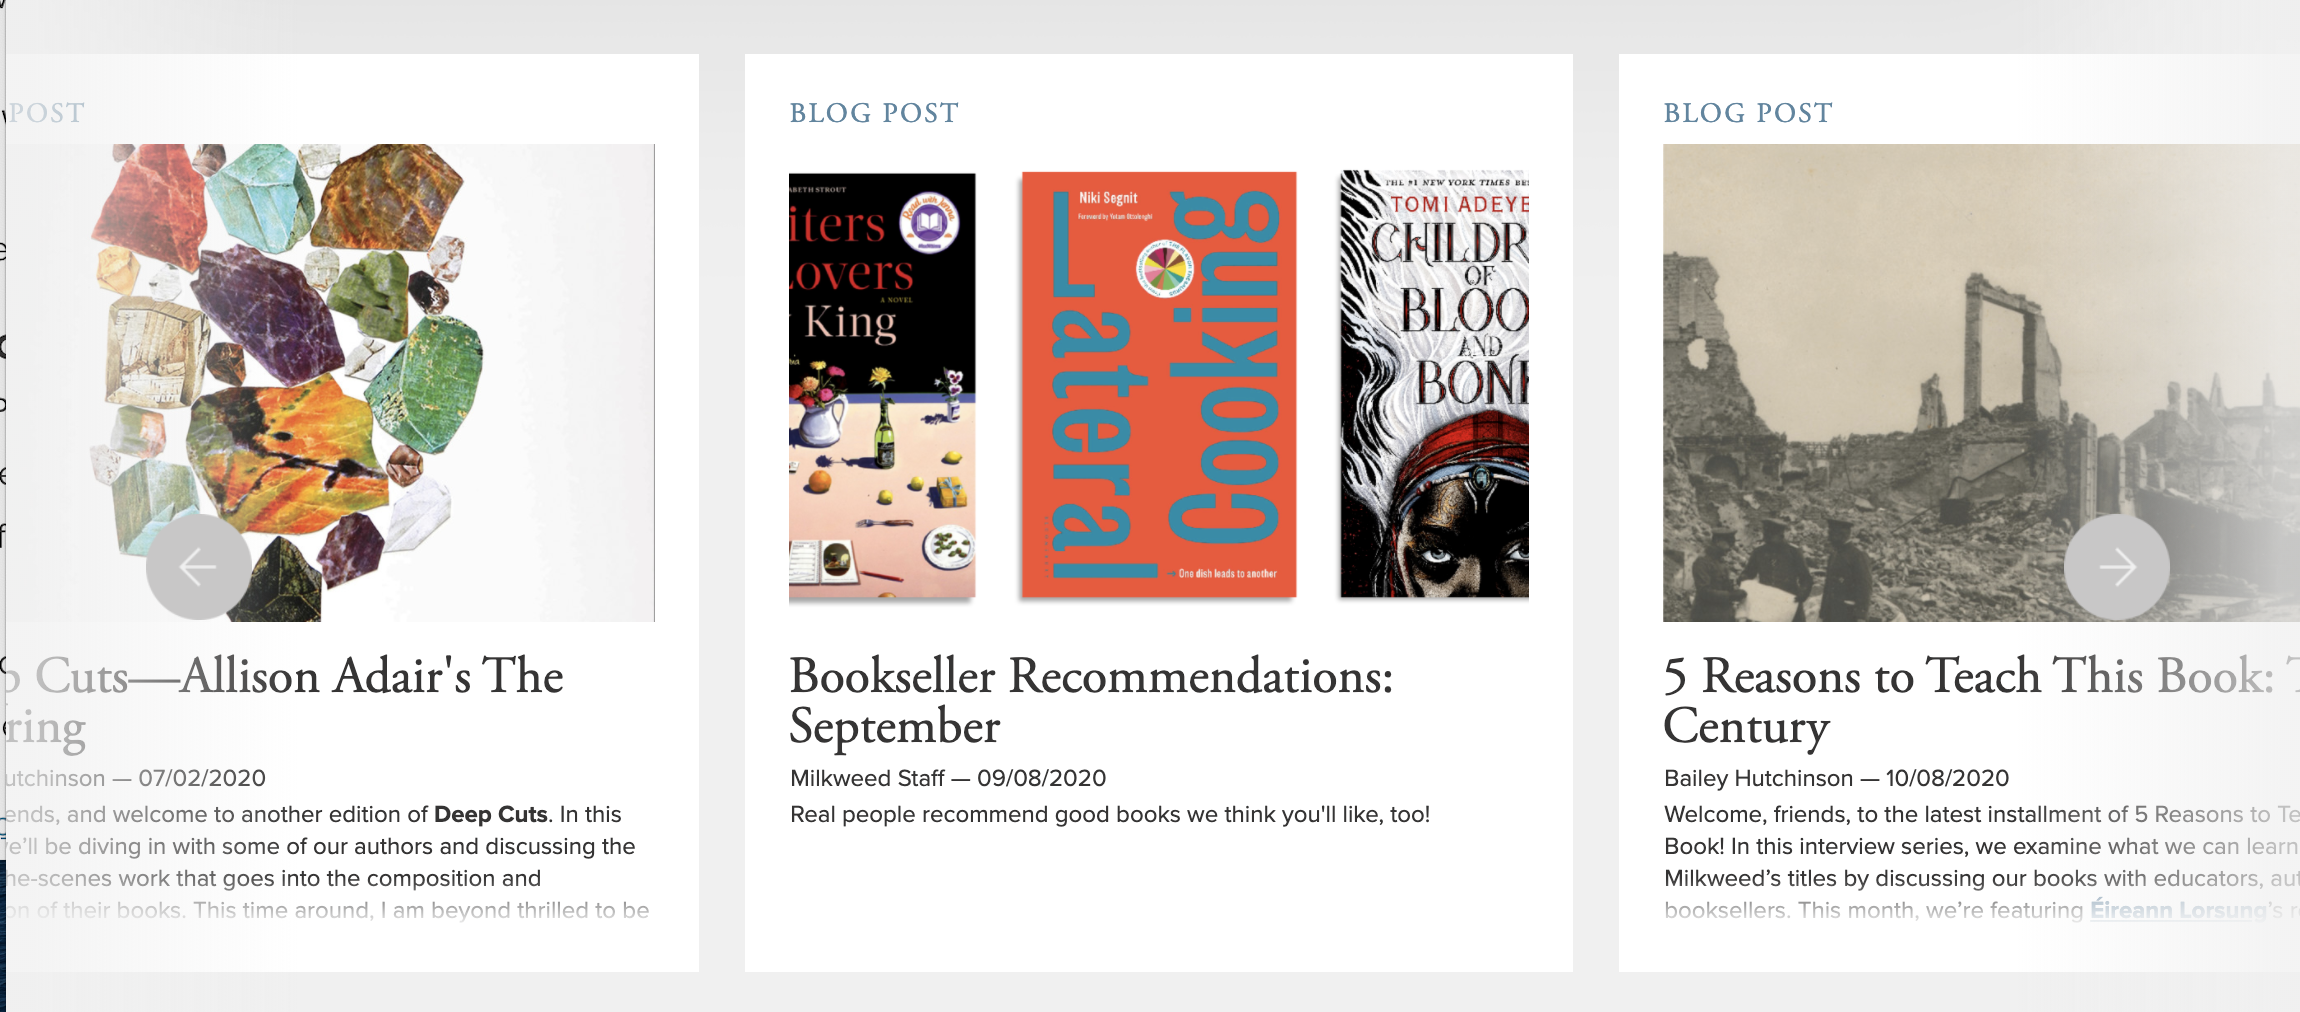 POST
Cuts—Allison Adair's The
ring
utchinson — 07/02/2020
ends, and welcome to another edition of Deep Cuts. In this
e'll be diving in with some of our authors and discussing the
he-scenes work that goes into the composition and
on of their books. This time around, I am beyond thrilled to be
BLOG POST
ABETH STROUT
Read with Jenna
iters
overs
A NOVEL
King
Niki Segnit
Foreword by Yotam Ottolenghi
Lateral
Cooking
→ One dish leads to another
THE #1 NEW YORK TIMES BE
TOMI ADEYE
CHILDR
OF
BLOO
AND
BON
Bookseller Recommendations:
September
Milkweed Staff — 09/08/2020
Real people recommend good books we think you'll like, too!
BLOG POST
5 Reasons to Teach This Book: T
Century
Bailey Hutchinson — 10/08/2020
Welcome, friends, to the latest installment of 5 Reasons to Te
Book! In this interview series, we examine what we can learn
Milkweed’s titles by discussing our books with educators, aut
booksellers. This month, we’re featuring Éireann Lorsung’s r